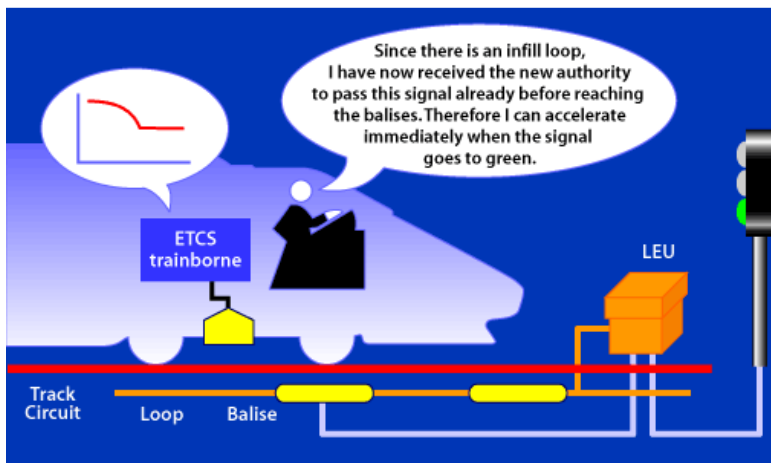 Since there is an infill loop,
I have now received the new authority
to pass this signal already before reaching
the balises. Therefore I can accelerate
immediately when the signal
goes to green.
ETCS
trainborne
LEU
Track
Circuit
Loop
Balise